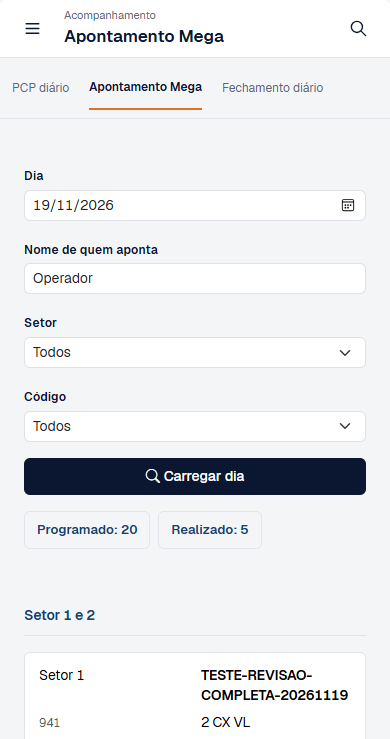 Acompanhamento
Apontamento Mega
PCP diário
Apontamento Mega
Fechamento diário
Dia
19/11/2026
Nome de quem aponta
Operador
Setor
Todos
Código
Todos
Carregar dia
Programado: 20
Realizado: 5
Setor 1 e 2
Setor 1
TESTE-REVISAO-
COMPLETA-20261119
941
2 CX VL